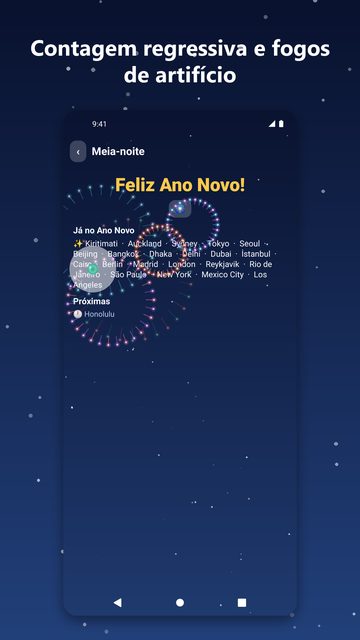 Contagem regressiva e fogos
de artifício
9:41
‹ Meia-noite
Feliz Ano Novo!
Já no Ano Novo
✨ Kiritimati · Auckland · Sydney · Tokyo · Seoul ·
Beijing · Bangkok · Dhaka · Delhi · Dubai · İstanbul ·
Cairo · Berlin · Madrid · London · Reykjavik · Rio de
Janeiro · São Paulo · New York · Mexico City · Los
Angeles
Próximas
🕛 Honolulu